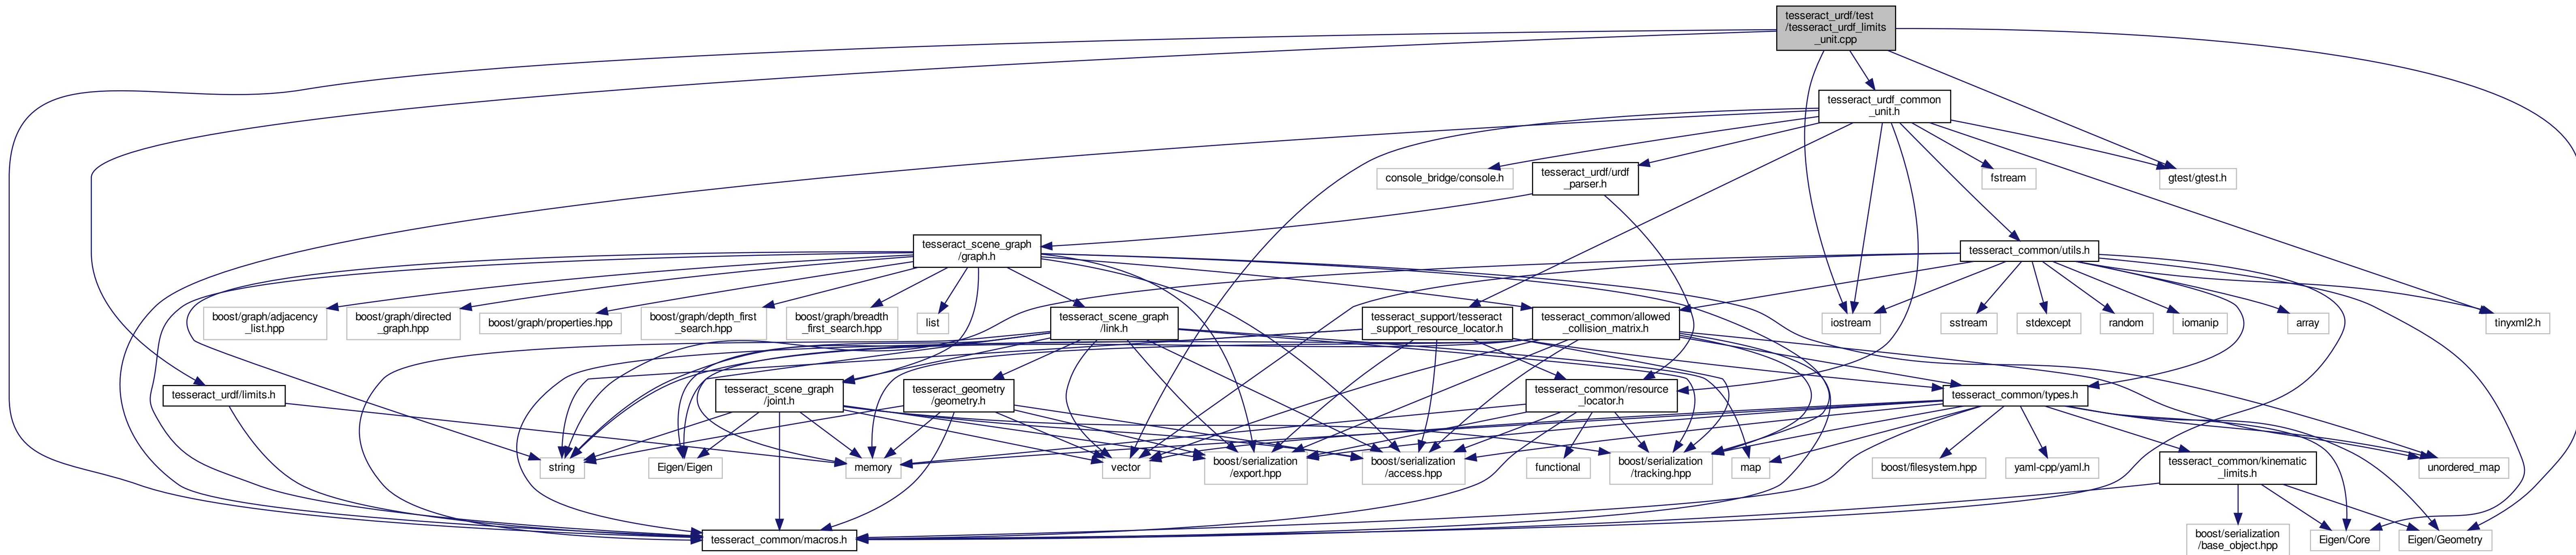 tesseract_urdf/test
/tesseract_urdf_limits
_unit.cpp
tesseract_urdf_common
_unit.h
console_bridge/console.h
tesseract_urdf/urdf
_parser.h
fstream
gtest/gtest.h
tesseract_scene_graph
/graph.h
tesseract_common/utils.h
boost/graph/adjacency
_list.hpp
boost/graph/directed
_graph.hpp
boost/graph/properties.hpp
boost/graph/depth_first
_search.hpp
boost/graph/breadth
_first_search.hpp
list
tesseract_scene_graph
/link.h
tesseract_support/tesseract
_support_resource_locator.h
tesseract_common/allowed
_collision_matrix.h
iostream
sstream
stdexcept
random
iomanip
array
tinyxml2.h
tesseract_urdf/limits.h
tesseract_scene_graph
/joint.h
tesseract_geometry
/geometry.h
tesseract_common/resource
_locator.h
tesseract_common/types.h
string
Eigen/Eigen
memory
vector
boost/serialization
/export.hpp
boost/serialization
/access.hpp
functional
boost/serialization
/tracking.hpp
map
boost/filesystem.hpp
yaml-cpp/yaml.h
tesseract_common/kinematic
_limits.h
unordered_map
tesseract_common/macros.h
boost/serialization
/base_object.hpp
Eigen/Core
Eigen/Geometry